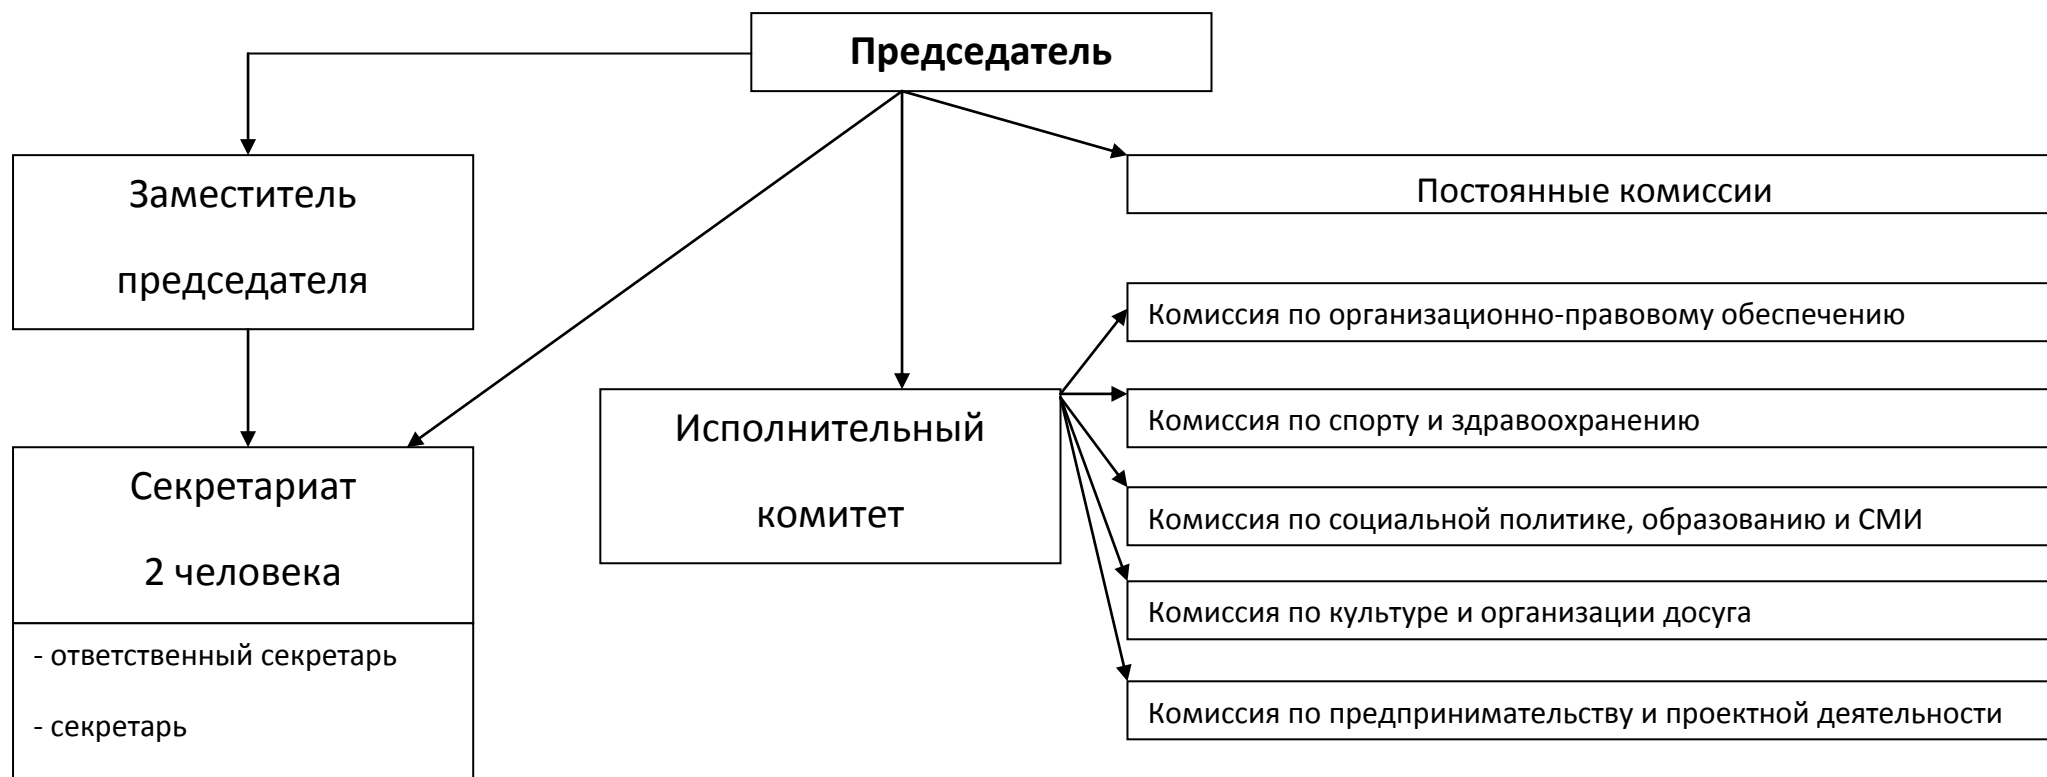 Председатель
Заместитель
председателя
Постоянные комиссии
Комиссия по организационно-правовому обеспечению
Исполнительный
комитет
Комиссия по спорту и здравоохранению
Секретариат
2 человека
Комиссия по социальной политике, образованию и СМИ
Комиссия по культуре и организации досуга
- ответственный секретарь
- секретарь
Комиссия по предпринимательству и проектной деятельности